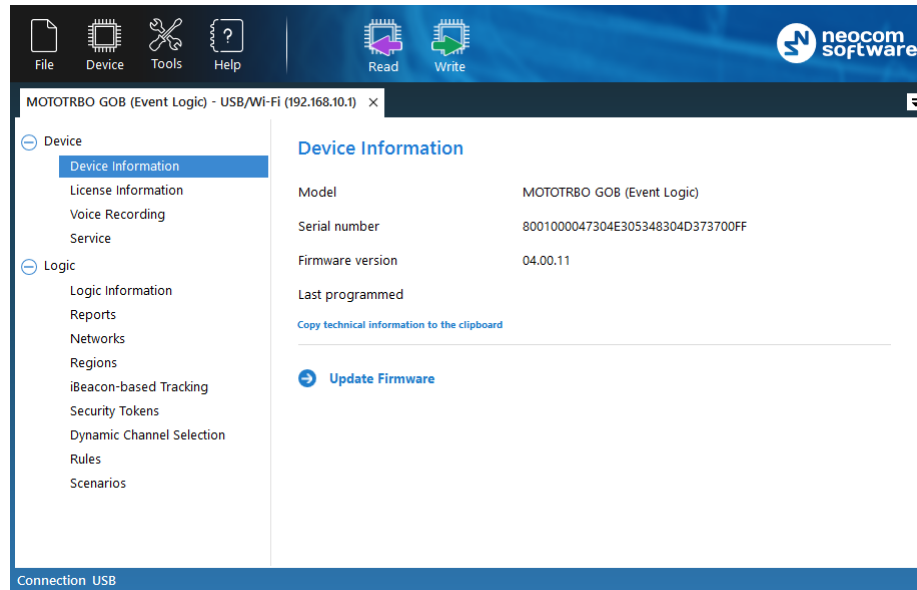 File Device Tools Help Read Write
neocom
software
MOTOTRBO GOB (Event Logic) - USB/Wi-Fi (192.168.10.1)
Device
Device Information
License Information
Voice Recording
Service
Logic
Logic Information
Reports
Networks
Regions
iBeacon-based Tracking
Security Tokens
Dynamic Channel Selection
Rules
Scenarios
Device Information
Model MOTOTRBO GOB (Event Logic)
Serial number 8001000047304E305348304D373700FF
Firmware version 04.00.11
Last programmed
Copy technical information to the clipboard
Update Firmware
Connection USB